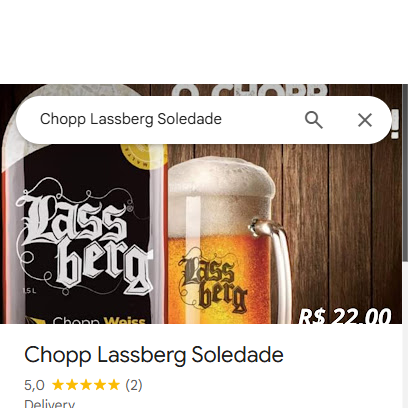 O CHOPP
Chopp Lassberg Soledade
!
Lass
berg
1,5 L
Chopp Weiss
Lass
berg
R$ 22,00
Chopp Lassberg Soledade
5,0 ★★★★★ (2)
Delivery